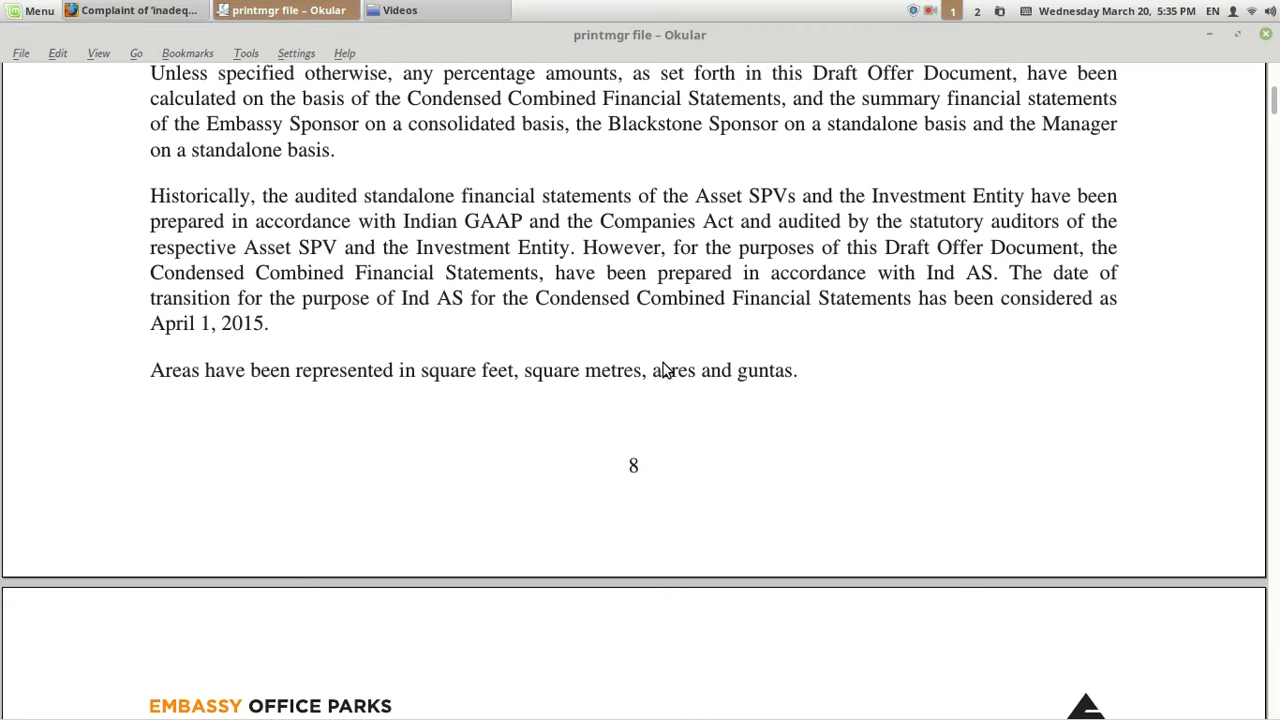 Menu
Complaint of 'inadeq...
printmgr file – Okular
Videos
1
2
Wednesday March 20, 5:35 PM
EN
printmgr file – Okular
File Edit View Go Bookmarks Tools Settings Help
Unless specified otherwise, any percentage amounts, as set forth in this Draft Offer Document, have been
calculated on the basis of the Condensed Combined Financial Statements, and the summary financial statements
of the Embassy Sponsor on a consolidated basis, the Blackstone Sponsor on a standalone basis and the Manager
on a standalone basis.
Historically, the audited standalone financial statements of the Asset SPVs and the Investment Entity have been
prepared in accordance with Indian GAAP and the Companies Act and audited by the statutory auditors of the
respective Asset SPV and the Investment Entity. However, for the purposes of this Draft Offer Document, the
Condensed Combined Financial Statements, have been prepared in accordance with Ind AS. The date of
transition for the purpose of Ind AS for the Condensed Combined Financial Statements has been considered as
April 1, 2015.
Areas have been represented in square feet, square metres, acres and guntas.
8
EMBASSY OFFICE PARKS